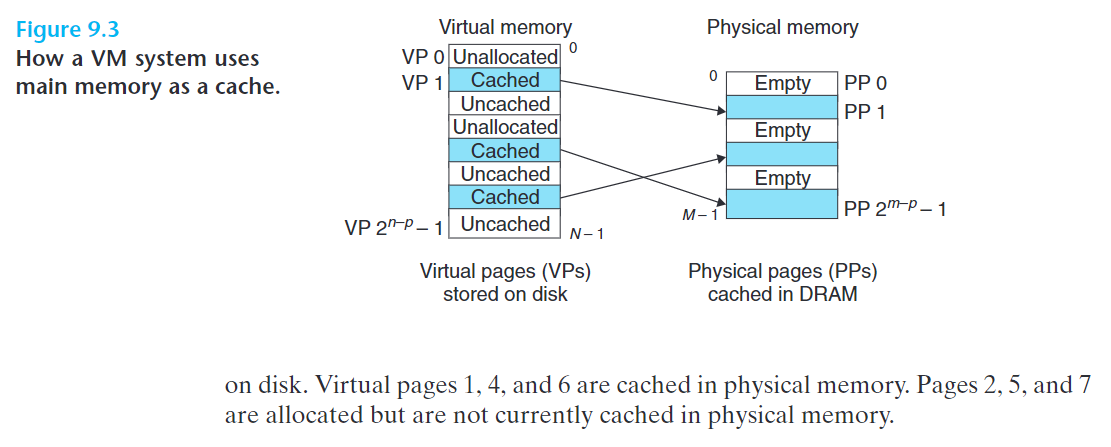 Figure 9.3
How a VM system uses
main memory as a cache.
Virtual memory
Physical memory
VP 0 Unallocated 0
VP 1 Cached
Uncached
Unallocated
Cached
Uncached
Cached
VP 2ⁿ⁻ᵖ – 1 Uncached N – 1
0 Empty PP 0
PP 1
Empty
Empty
M – 1 PP 2ᵐ⁻ᵖ – 1
Virtual pages (VPs)
stored on disk
Physical pages (PPs)
cached in DRAM
on disk. Virtual pages 1, 4, and 6 are cached in physical memory. Pages 2, 5, and 7
are allocated but are not currently cached in physical memory.